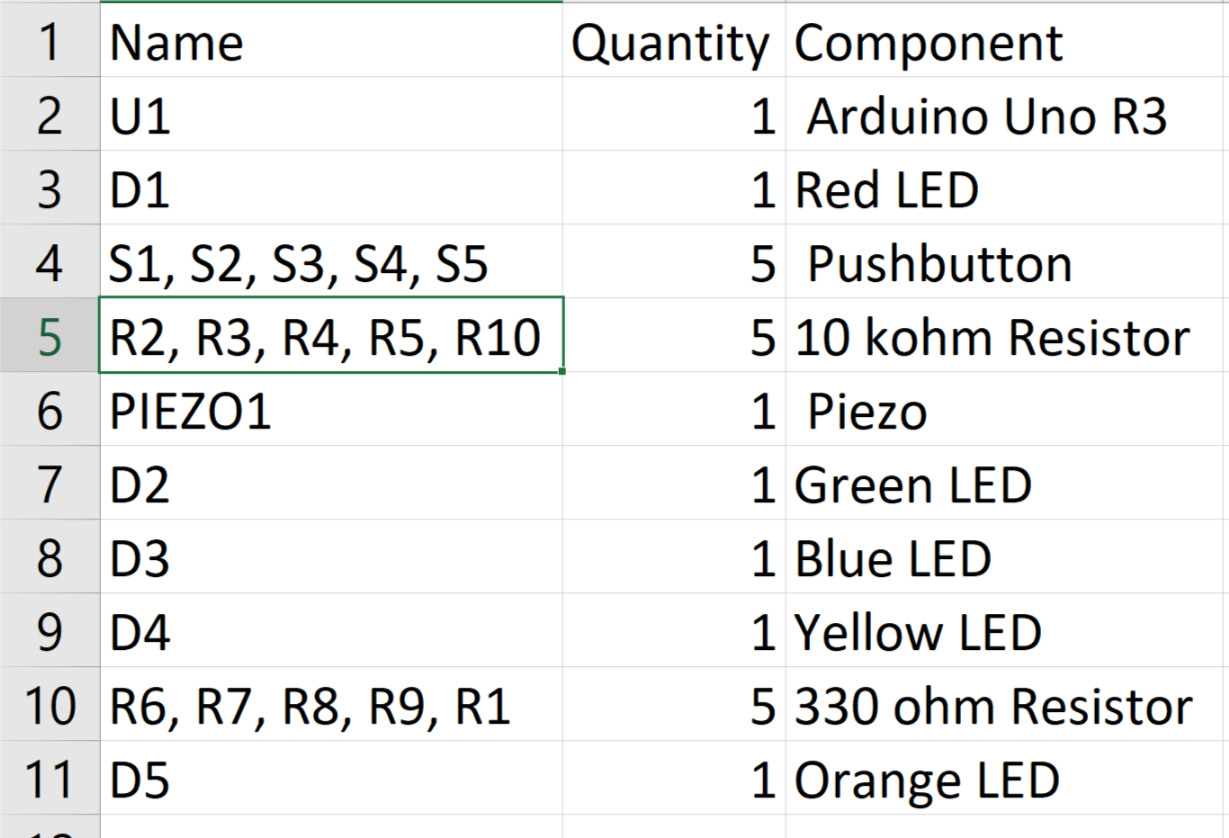 1 Name Quantity Component
2 U1 1 Arduino Uno R3
3 D1 1 Red LED
4 S1, S2, S3, S4, S5 5 Pushbutton
5 R2, R3, R4, R5, R10 5 10 kohm Resistor
6 PIEZO1 1 Piezo
7 D2 1 Green LED
8 D3 1 Blue LED
9 D4 1 Yellow LED
10 R6, R7, R8, R9, R1 5 330 ohm Resistor
11 D5 1 Orange LED